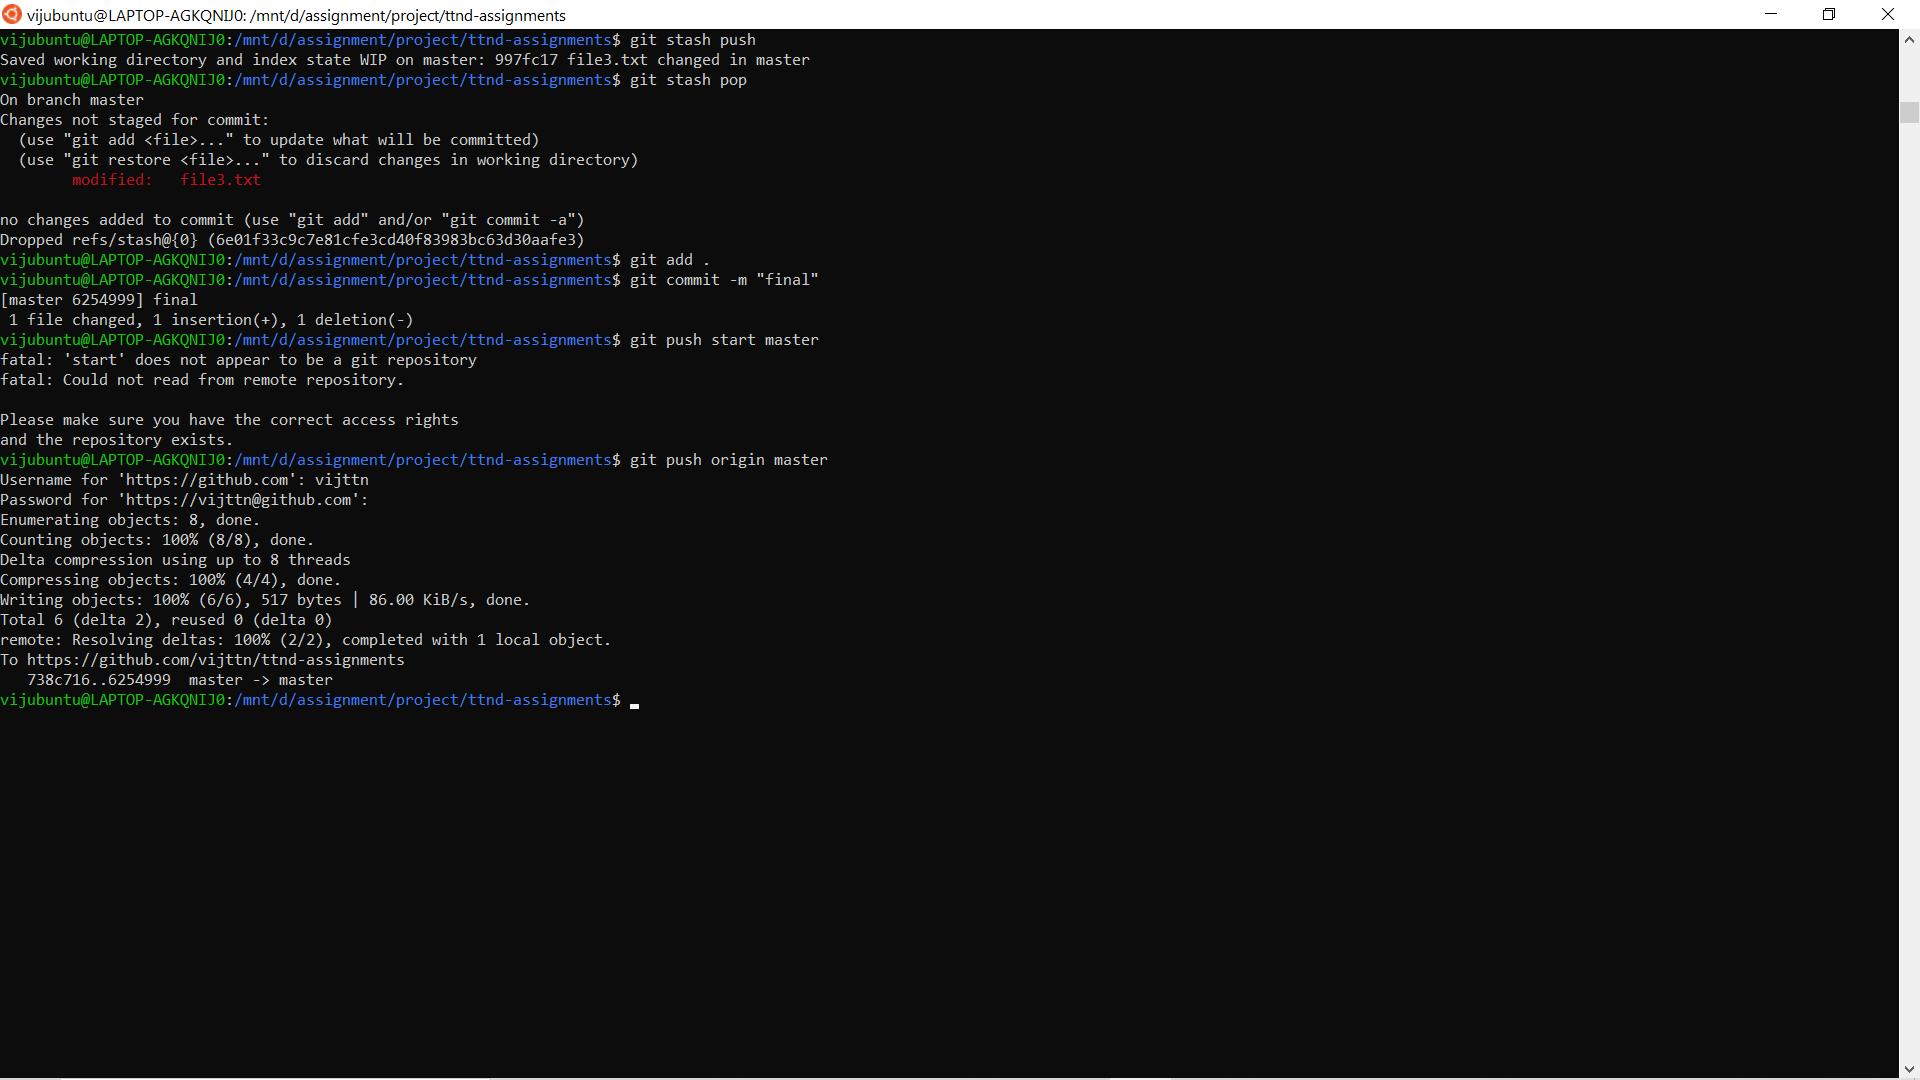 vijubuntu@LAPTOP-AGKQNIJ0: /mnt/d/assignment/project/ttnd-assignments
vijubuntu@LAPTOP-AGKQNIJ0:/mnt/d/assignment/project/ttnd-assignments$ git stash push
Saved working directory and index state WIP on master: 997fc17 file3.txt changed in master
vijubuntu@LAPTOP-AGKQNIJ0:/mnt/d/assignment/project/ttnd-assignments$ git stash pop
On branch master
Changes not staged for commit:
  (use "git add <file>..." to update what will be committed)
  (use "git restore <file>..." to discard changes in working directory)
        modified:   file3.txt

no changes added to commit (use "git add" and/or "git commit -a")
Dropped refs/stash@{0} (6e01f33c9c7e81cfe3cd40f83983bc63d30aafe3)
vijubuntu@LAPTOP-AGKQNIJ0:/mnt/d/assignment/project/ttnd-assignments$ git add .
vijubuntu@LAPTOP-AGKQNIJ0:/mnt/d/assignment/project/ttnd-assignments$ git commit -m "final"
[master 6254999] final
 1 file changed, 1 insertion(+), 1 deletion(-)
vijubuntu@LAPTOP-AGKQNIJ0:/mnt/d/assignment/project/ttnd-assignments$ git push start master
fatal: 'start' does not appear to be a git repository
fatal: Could not read from remote repository.

Please make sure you have the correct access rights
and the repository exists.
vijubuntu@LAPTOP-AGKQNIJ0:/mnt/d/assignment/project/ttnd-assignments$ git push origin master
Username for 'https://github.com': vijttn
Password for 'https://vijttn@github.com':
Enumerating objects: 8, done.
Counting objects: 100% (8/8), done.
Delta compression using up to 8 threads
Compressing objects: 100% (4/4), done.
Writing objects: 100% (6/6), 517 bytes | 86.00 KiB/s, done.
Total 6 (delta 2), reused 0 (delta 0)
remote: Resolving deltas: 100% (2/2), completed with 1 local object.
To https://github.com/vijttn/ttnd-assignments
   738c716..6254999  master -> master
vijubuntu@LAPTOP-AGKQNIJ0:/mnt/d/assignment/project/ttnd-assignments$